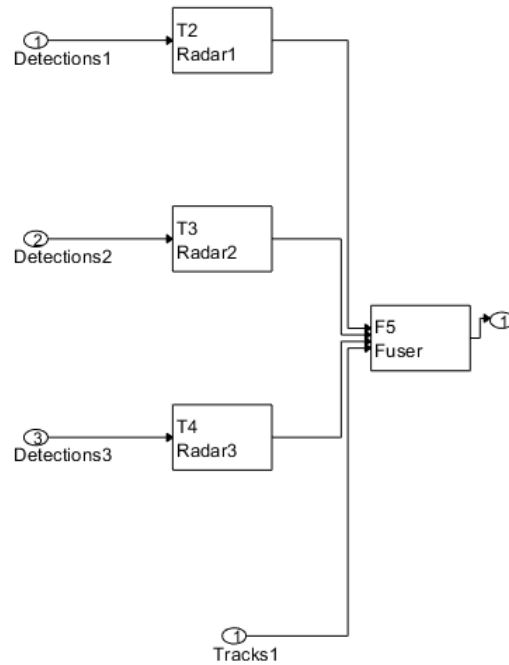 1
Detections1
T2
Radar1
2
Detections2
T3
Radar2
3
Detections3
T4
Radar3
F5
Fuser
1
1
Tracks1